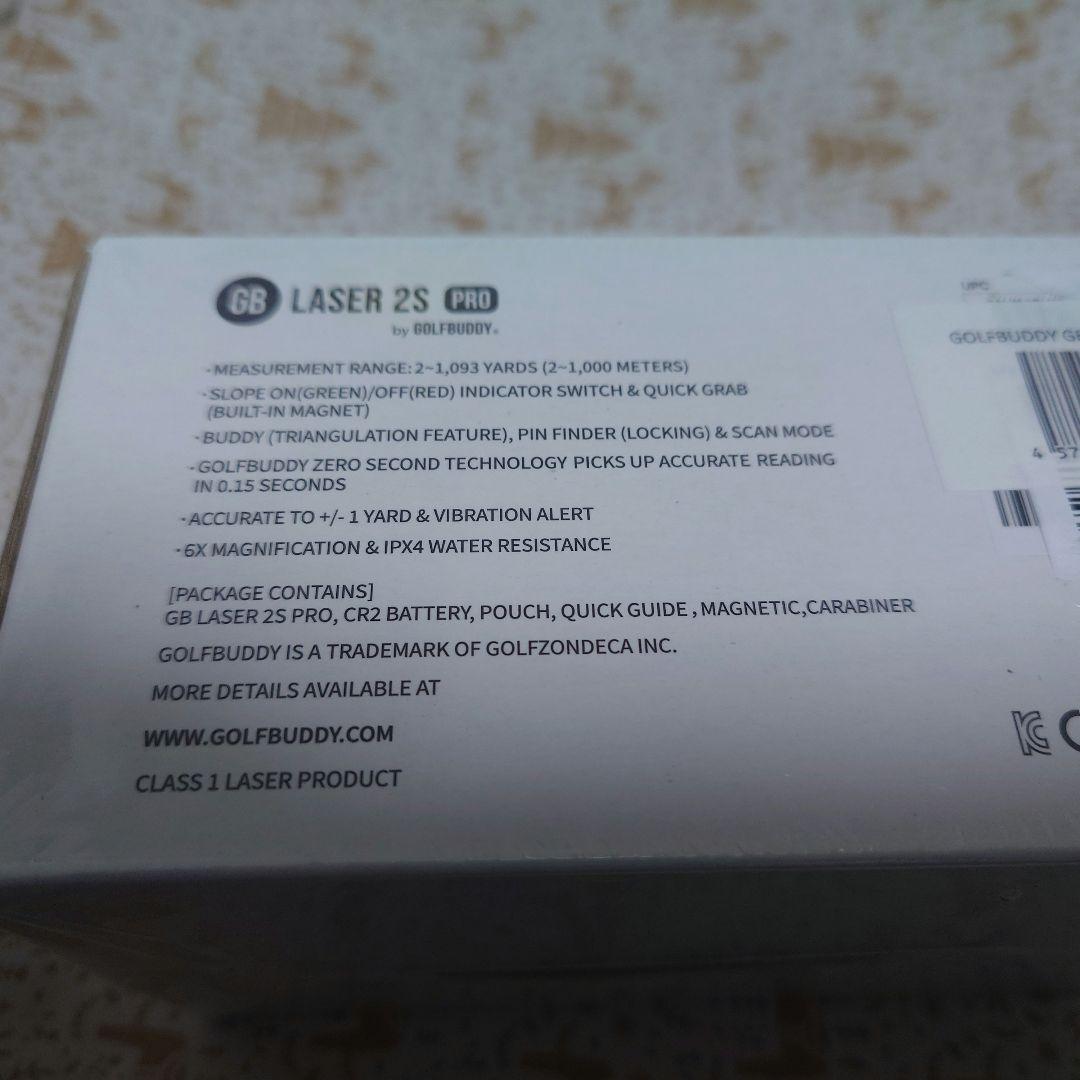 GB LASER 2S PRO
by GOLFBUDDY®
UPC
GOLFBUDDY
· MEASUREMENT RANGE: 2~1,093 YARDS (2~1,000 METERS)
· SLOPE ON(GREEN)/OFF(RED) INDICATOR SWITCH & QUICK GRAB
(BUILT-IN MAGNET)
· BUDDY (TRIANGULATION FEATURE), PIN FINDER (LOCKING) & SCAN MODE
· GOLFBUDDY ZERO SECOND TECHNOLOGY PICKS UP ACCURATE READING
IN 0.15 SECONDS
· ACCURATE TO +/- 1 YARD & VIBRATION ALERT
· 6X MAGNIFICATION & IPX4 WATER RESISTANCE
4 57
[PACKAGE CONTAINS]
GB LASER 2S PRO, CR2 BATTERY, POUCH, QUICK GUIDE , MAGNETIC,CARABINER
GOLFBUDDY IS A TRADEMARK OF GOLFZONDECA INC.
MORE DETAILS AVAILABLE AT
WWW.GOLFBUDDY.COM
CLASS 1 LASER PRODUCT